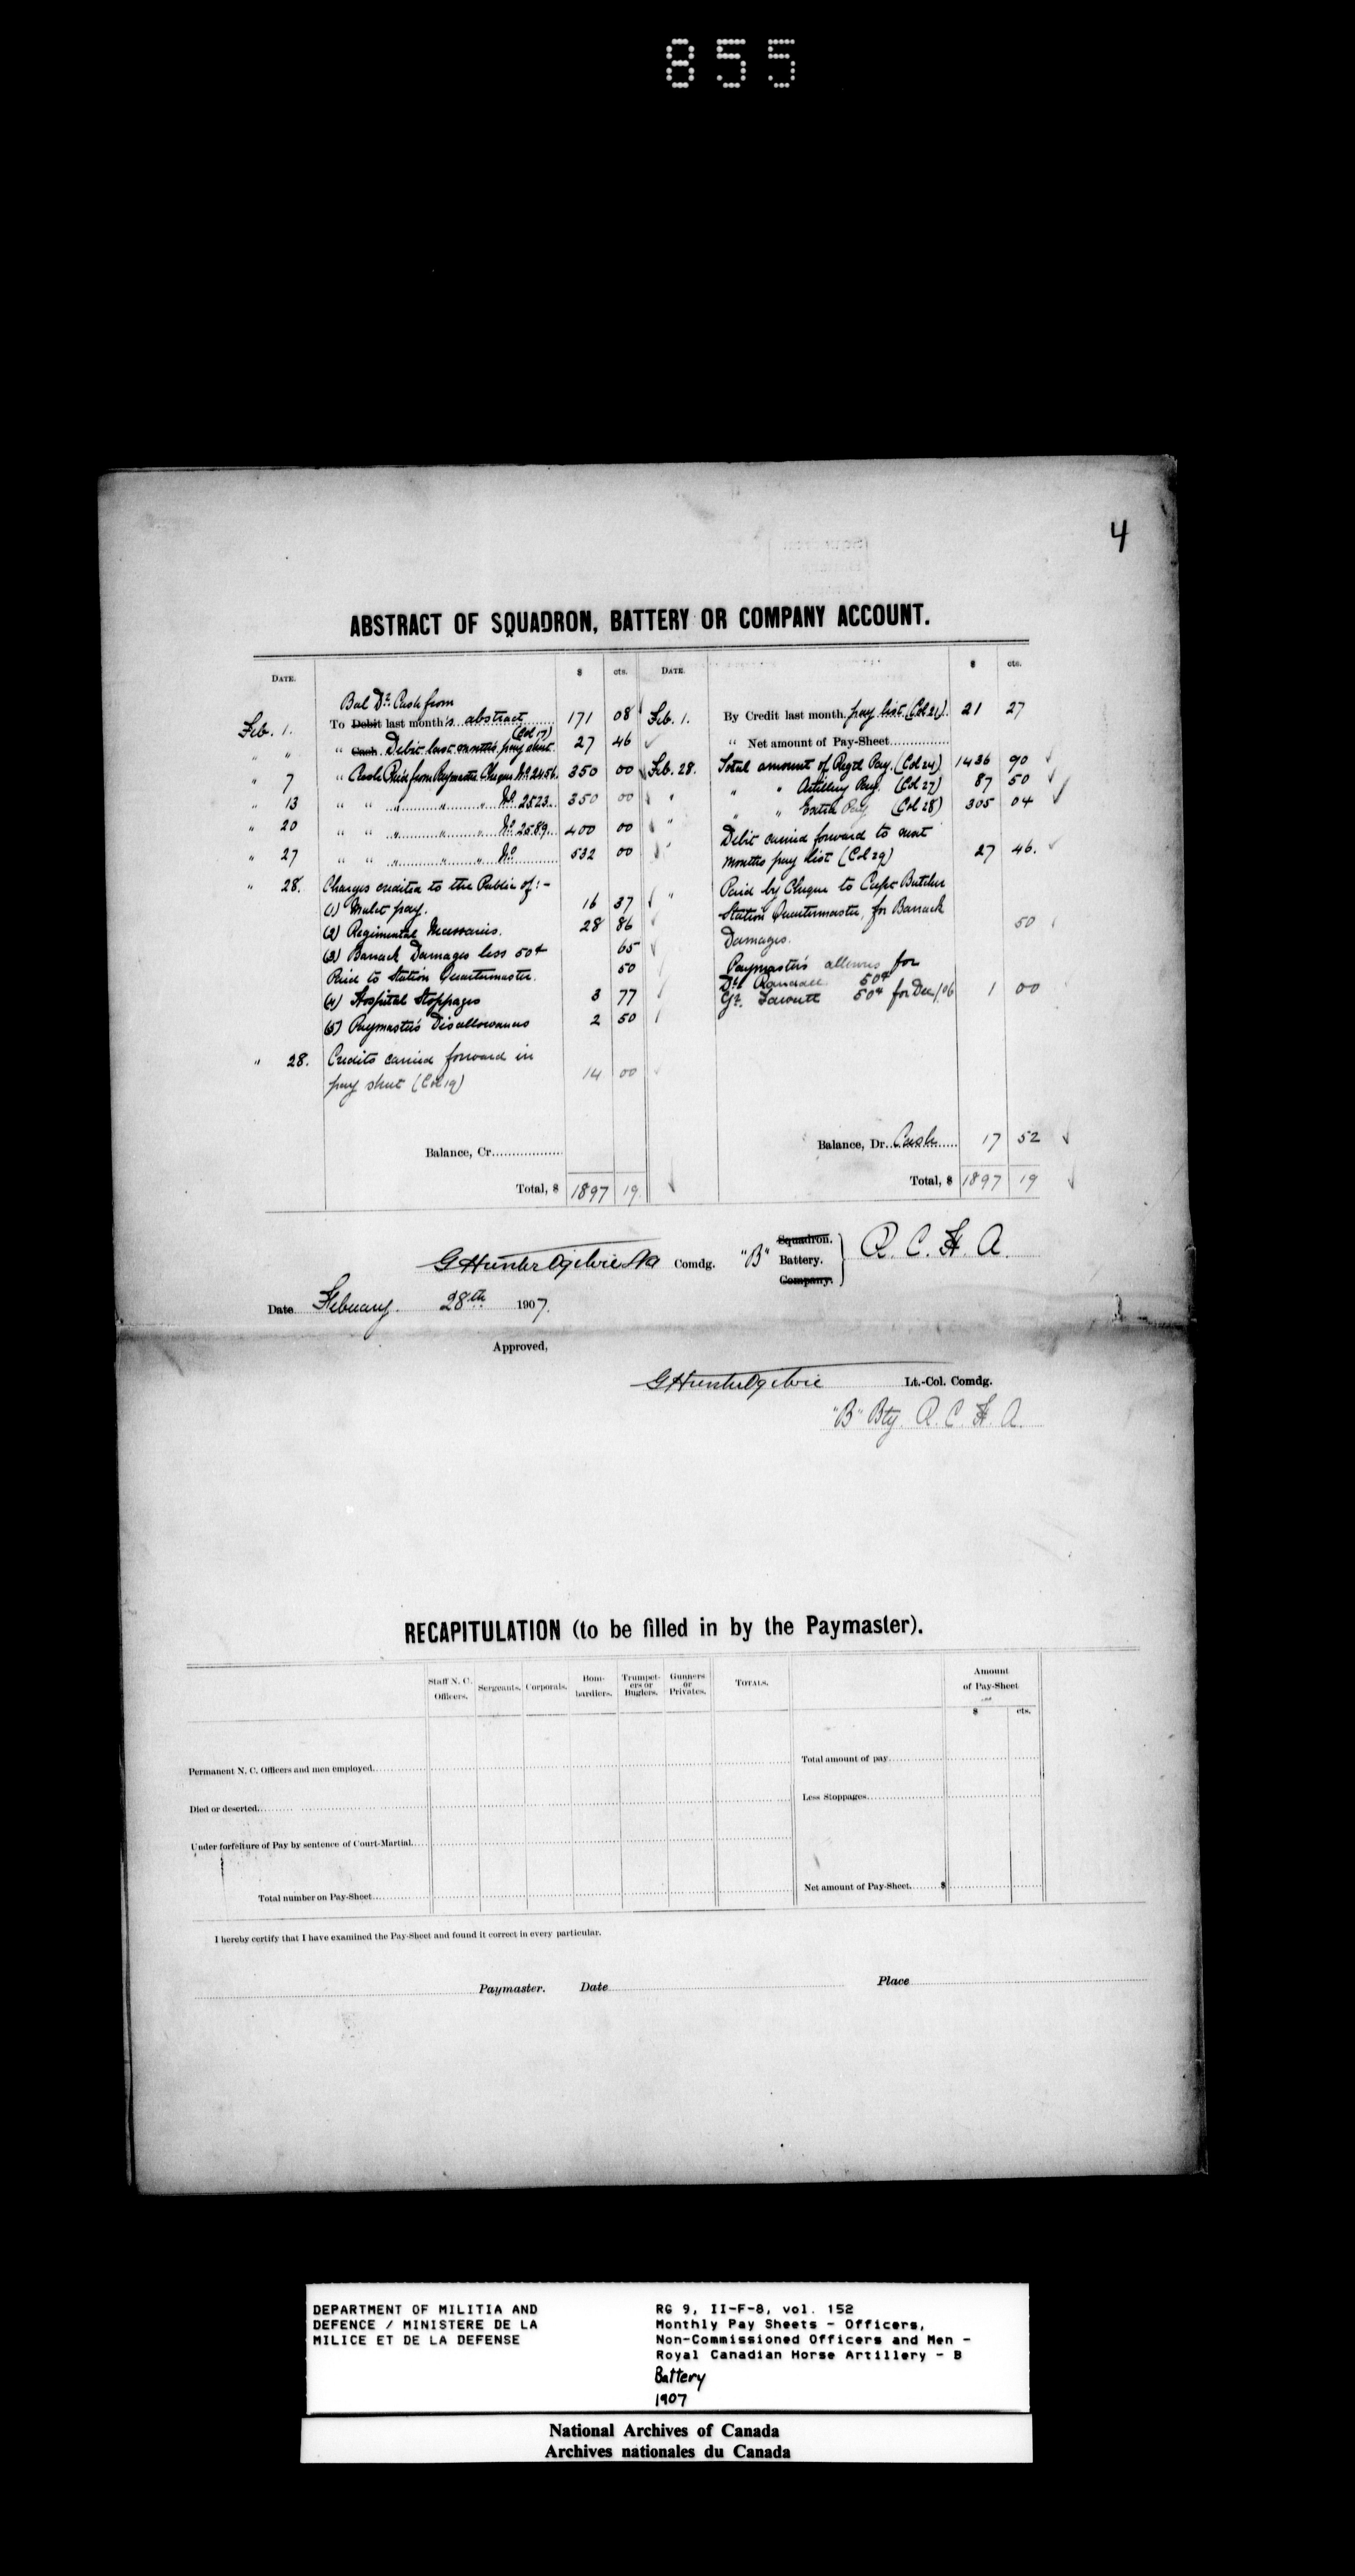 855
4
ABSTRACT OF SQUADRON, BATTERY OR COMPANY ACCOUNT.
DATE. $ cts. DATE. $ cts.
Bal Dr. Cash from
Feb. 1. To Debit last month's abstract 171 08 Feb. 1. By Credit last month. pay list (Col 21). 21 27
(Col 17)
" " " Cash. Debit last months pay sheet 27 46 " Net amount of Pay-Sheet
" 7 " Cash Paid from Paymaster Cheque No. 2456. 350 00 Feb. 28. Total amount of Regtl Pay. (Col 24) 1436 90
" " Artillery Pay. (Col 27) 87 50
" 13 " " " " " No. 2523. 350 00 " " " Extra Pay (Col 28) 305 04
" 20 " " " " " No. 2589. 400 00 " Debit carried forward to next
" 27 " " " " " No 532 00 " months pay list (Col 29) 27 46.
" 28. Charges credited to the Public of:-
(1) Mulct pay. 16 37 " Paid by Cheque to Capt Butcher
(2) Regimental Necessaries. 28 86 Station Quartermaster, for Barrack
(3) Barrack Damages less 50¢ 65 Damages. 50
Paid to Station Quartermaster. 50 Paymaster's allowces for
(4) Hospital Stoppages 3 77 Dr. Randall 50¢
(5) Paymaster's Disallowances 2 50 Gr. 50¢ for Dec/06 1 00
" 28. Credits carried forward in
pay sheet (Col 19) 14 00
Balance, Cr. Balance, Dr. Cash 17 52
Total, $ 1897 19 Total, $ 1897 19
G Hunter Ogilvie Comdg. "B" Squadron. Battery. Company. R. C. H. A.
Date February. 28th 1907.
Approved,
G Hunter Ogilvie Lt.-Col. Comdg.
"B" Bty. R. C. H. A.
RECAPITULATION (to be filled in by the Paymaster).
Staff N. C. Officers. Sergeants. Corporals. Bombardiers. Trumpeters or Buglers. Gunners or Privates. TOTALS. Amount of Pay-Sheet
$ cts.
Permanent N. C. Officers and men employed. Total amount of pay
Died or deserted. Less Stoppages
Under forfeiture of Pay by sentence of Court-Martial.
Total number on Pay-Sheet Net amount of Pay-Sheet. $
I hereby certify that I have examined the Pay-Sheet and found it correct in every particular.
Paymaster. Date Place
DEPARTMENT OF MILITIA AND
DEFENCE / MINISTERE DE LA
MILICE ET DE LA DEFENSE
RG 9, II-F-8, vol. 152
Monthly Pay Sheets - Officers,
Non-Commissioned Officers and Men -
Royal Canadian Horse Artillery - B
Battery
1907
National Archives of Canada
Archives nationales du Canada